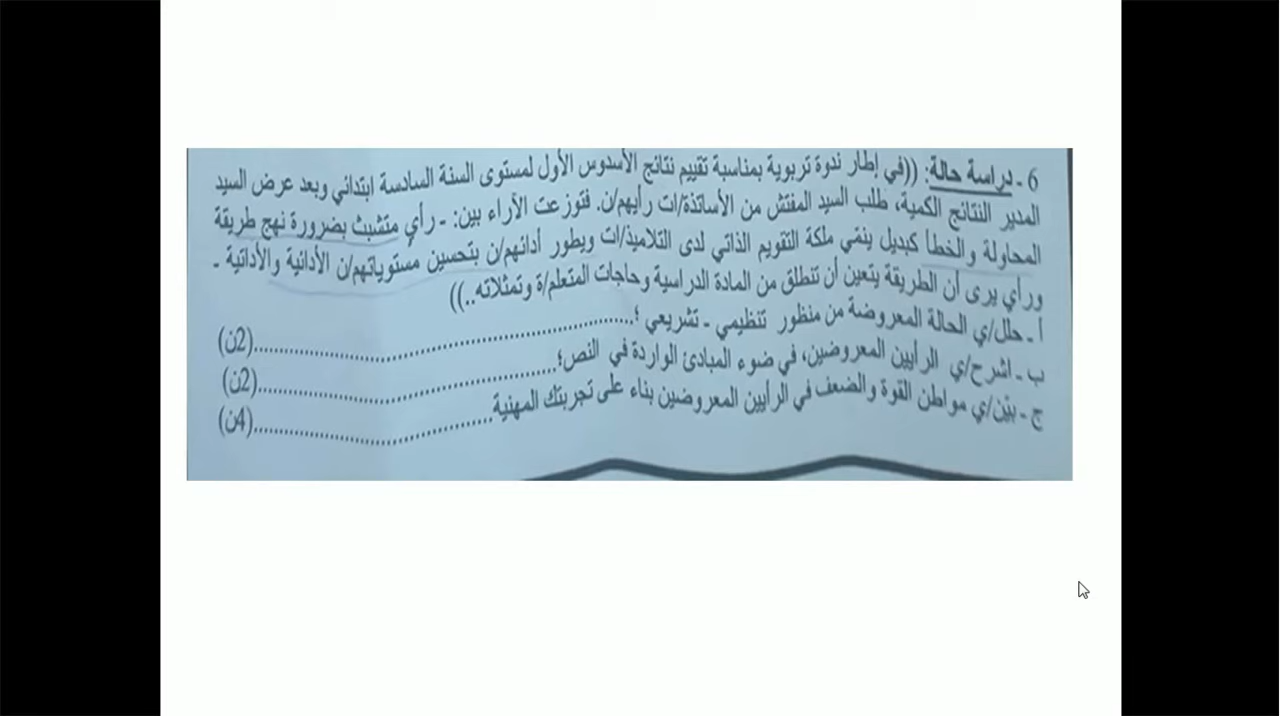 6 - دراسة حالة: ((في إطار ندوة تربوية بمناسبة تقييم نتائج الأسدوس الأول لمستوى السنة السادسة ابتدائي وبعد عرض السيد
المدير النتائج الكمية، طلب السيد المفتش من الأساتذة/ات رأيهم/ن. فتوزعت الآراء بين: - رأي متشبث بضرورة نهج طريقة
المحاولة والخطأ كبديل ينمّي ملكة التقويم الذاتي لدى التلاميذ/ات ويطور أدائهم/ن بتحسين مستوياتهم/ن الأدائية والأداتية -
ورأي يرى أن الطريقة يتعين أن تنطلق من المادة الدراسية وحاجات المتعلم/ة وتمثلاته..))
أ - حلل/ي الحالة المعروضة من منظور تنظيمي - تشريعي ؛.......................................................(2ن)
ب - اشرح/ي الرأيين المعروضين، في ضوء المبادئ الواردة في النص؛.......................................................(2ن)
ج - بيّن/ي مواطن القوة والضعف في الرأيين المعروضين بناء على تجربتك المهنية.......................................................(4ن)